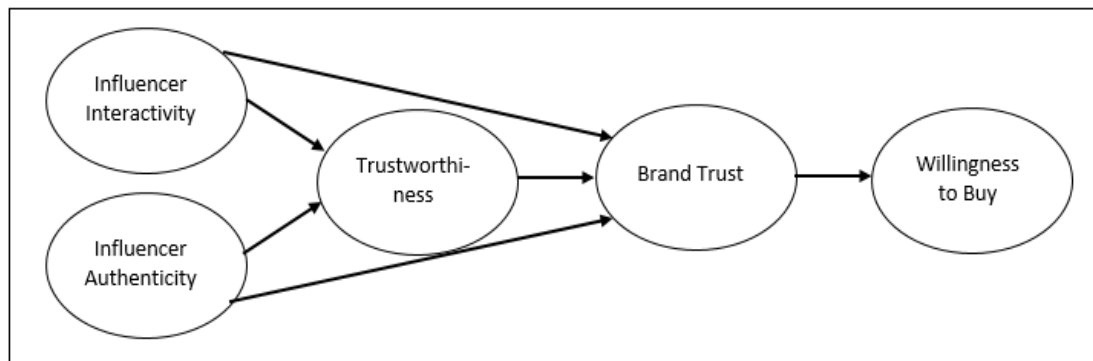 Influencer
Interactivity
Influencer
Authenticity
Trustworthi-
ness
Brand Trust
Willingness
to Buy